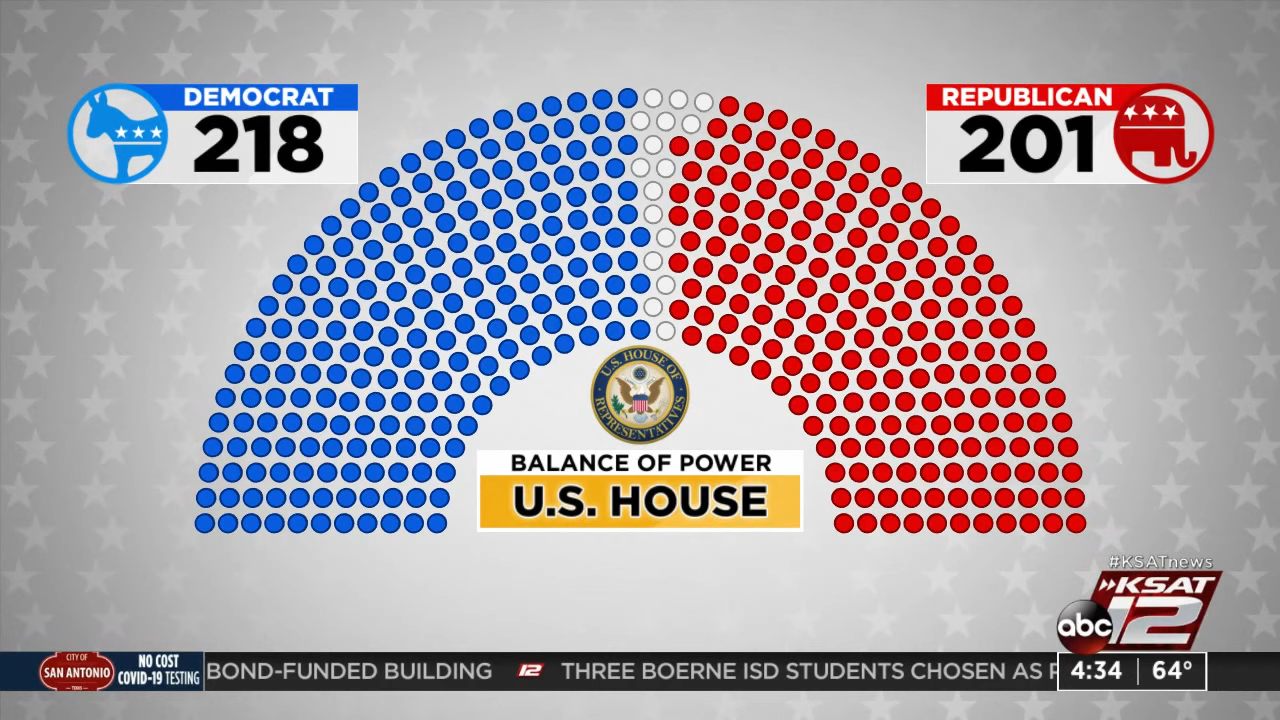 DEMOCRAT
218
REPUBLICAN
201
U.S. HOUSE OF
REPRESENTATIVES
BALANCE OF POWER
U.S. HOUSE
#KSATnews
KSAT
abc 12
CITY OF
SAN ANTONIO
TEXAS
NO COST
COVID-19 TESTING
BOND-FUNDED BUILDING 12 THREE BOERNE ISD STUDENTS CHOSEN AS
4:34 64°